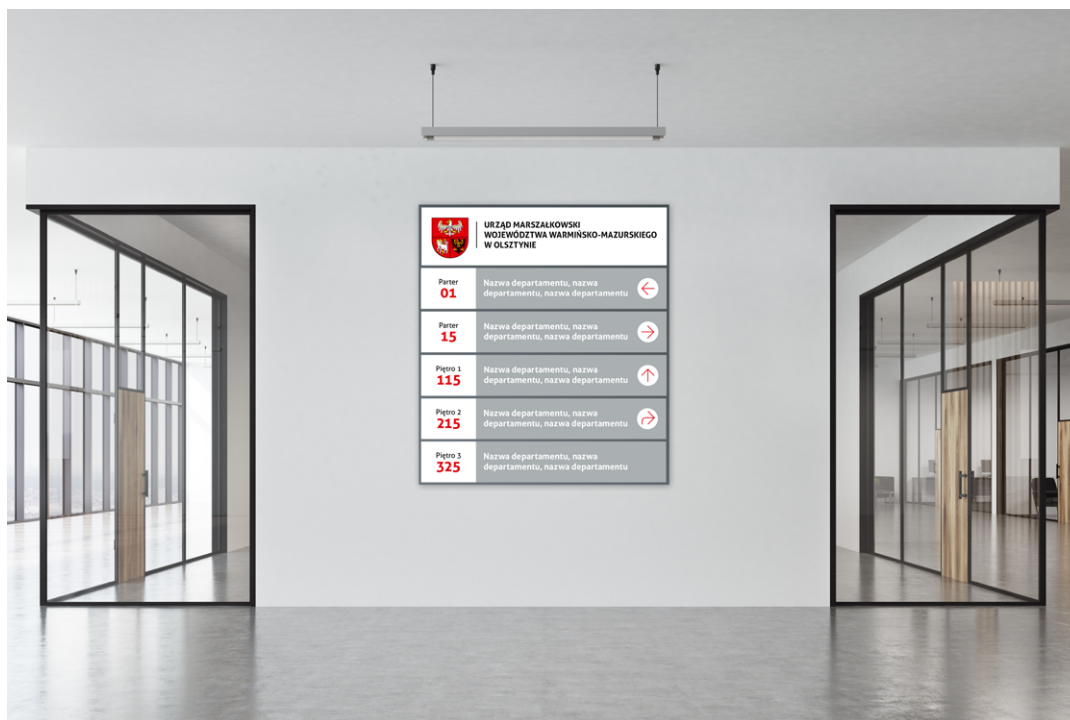 URZĄD MARSZAŁKOWSKI
WOJEWÓDZTWA WARMIŃSKO-MAZURSKIEGO
W OLSZTYNIE
Parter
01
Nazwa departamentu, nazwa
departamentu, nazwa departamentu
Parter
15
Nazwa departamentu, nazwa
departamentu, nazwa departamentu
Piętro 1
115
Nazwa departamentu, nazwa
departamentu, nazwa departamentu
Piętro 2
215
Nazwa departamentu, nazwa
departamentu, nazwa departamentu
Piętro 3
325
Nazwa departamentu, nazwa
departamentu, nazwa departamentu